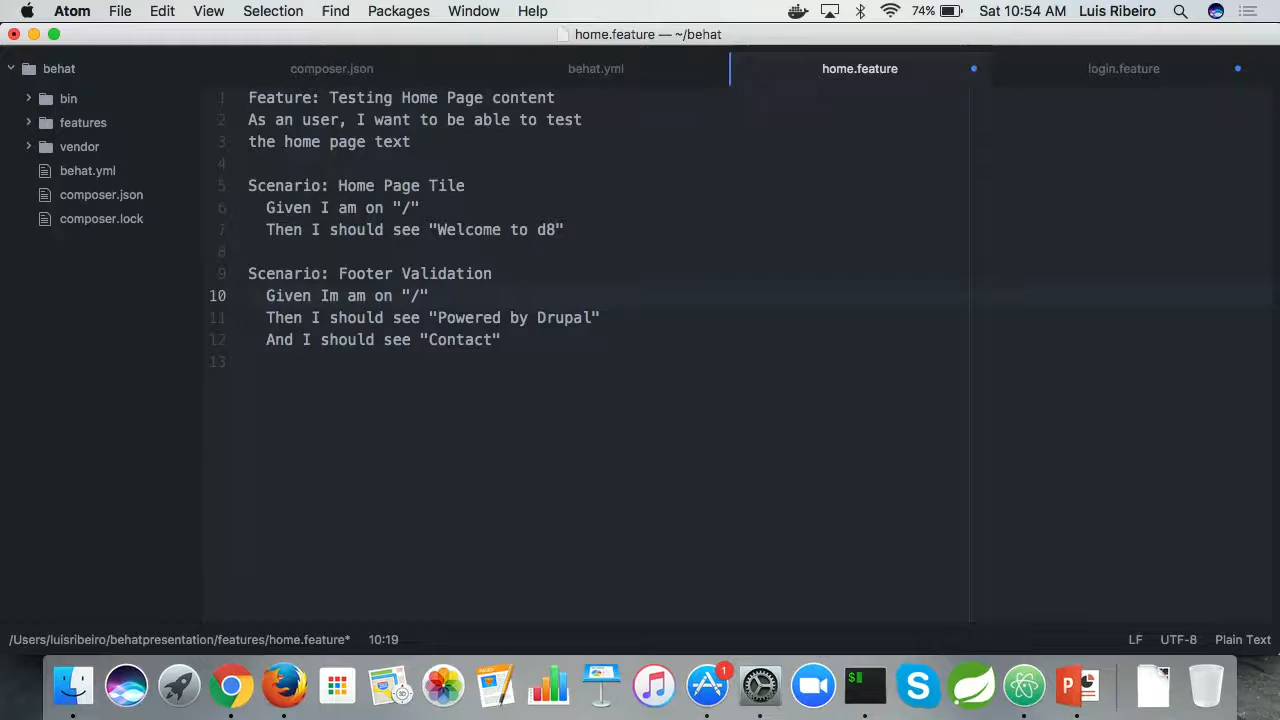 Atom File Edit View Selection Find Packages Window Help 74% Sat 10:54 AM Luis Ribeiro
home.feature — ~/behat
behat composer.json behat.yml home.feature login.feature
bin
features
vendor
behat.yml
composer.json
composer.lock
1 Feature: Testing Home Page content
2 As an user, I want to be able to test
3 the home page text
4
5 Scenario: Home Page Tile
6 Given I am on "/"
7 Then I should see "Welcome to d8"
8
9 Scenario: Footer Validation
10 Given Im am on "/"
11 Then I should see "Powered by Drupal"
12 And I should see "Contact"
13
/Users/luisribeiro/behatpresentation/features/home.feature* 10:19 LF UTF-8 Plain Text
1